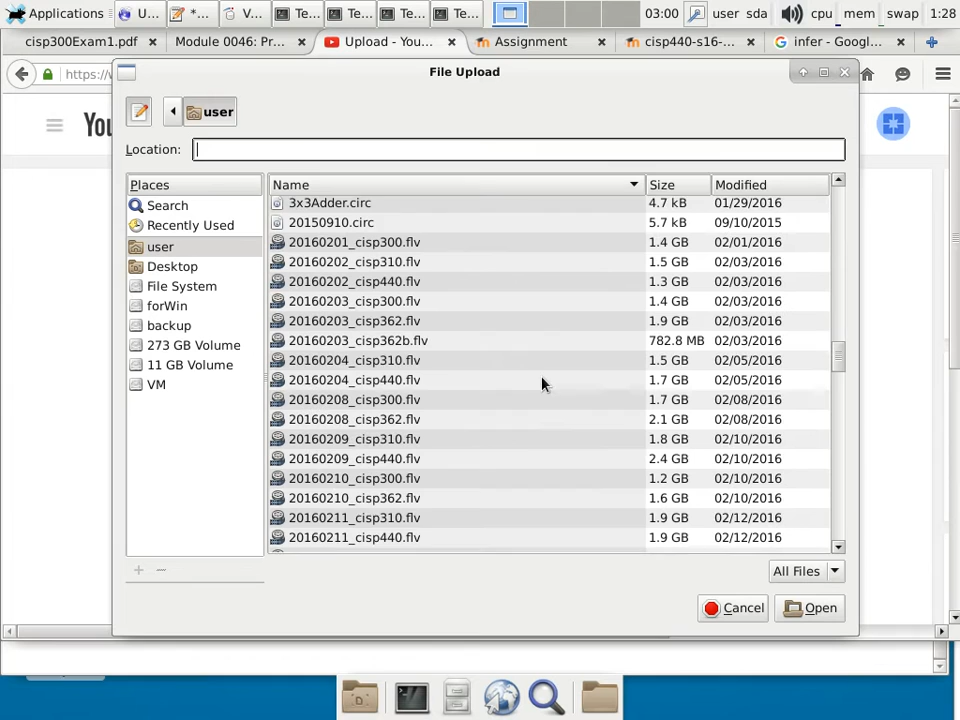 Applications U... *... V... Te... Te... Te... Te... 03:00 user sda cpu mem swap 1:28
cisp300Exam1.pdf Module 0046: Pr... Upload - You... Assignment cisp440-s16-... infer - Googl...
https://w
File Upload
You
user
Location:
Places Name Size Modified
Search 3x3Adder.circ 4.7 kB 01/29/2016
Recently Used 20150910.circ 5.7 kB 09/10/2015
user 20160201_cisp300.flv 1.4 GB 02/01/2016
Desktop 20160202_cisp310.flv 1.5 GB 02/03/2016
File System 20160202_cisp440.flv 1.3 GB 02/03/2016
forWin 20160203_cisp300.flv 1.4 GB 02/03/2016
backup 20160203_cisp362.flv 1.9 GB 02/03/2016
273 GB Volume 20160203_cisp362b.flv 782.8 MB 02/03/2016
11 GB Volume 20160204_cisp310.flv 1.5 GB 02/05/2016
VM 20160204_cisp440.flv 1.7 GB 02/05/2016
20160208_cisp300.flv 1.7 GB 02/08/2016
20160208_cisp362.flv 2.1 GB 02/08/2016
20160209_cisp310.flv 1.8 GB 02/10/2016
20160209_cisp440.flv 2.4 GB 02/10/2016
20160210_cisp300.flv 1.2 GB 02/10/2016
20160210_cisp362.flv 1.6 GB 02/10/2016
20160211_cisp310.flv 1.9 GB 02/12/2016
20160211_cisp440.flv 1.9 GB 02/12/2016
All Files
Cancel Open